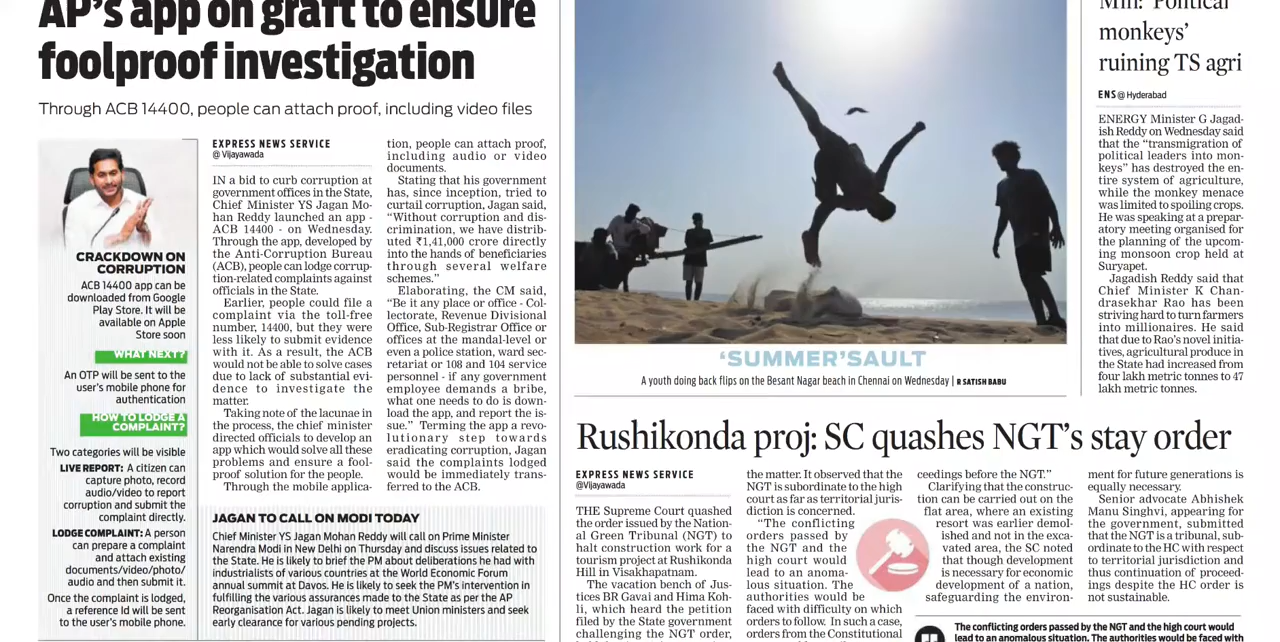 AP's app on graft to ensure
foolproof investigation
Through ACB 14400, people can attach proof, including video files
CRACKDOWN ON
CORRUPTION
ACB 14400 app can be
downloaded from Google
Play Store. It will be
available on Apple
Store soon
WHAT NEXT?
An OTP will be sent to the
user's mobile phone for
authentication
HOW TO LODGE A
COMPLAINT?
Two categories will be visible
LIVE REPORT: A citizen can
capture photo, record
audio/video to report
corruption and submit the
complaint directly.
LODGE COMPLAINT: A person
can prepare a complaint
and attach existing
documents/video/photo/
audio and then submit it.
Once the complaint is lodged,
a reference Id will be sent
to the user's mobile phone.
EXPRESS NEWS SERVICE
@ Vijayawada
IN a bid to curb corruption at
government offices in the State,
Chief Minister YS Jagan Mo-
han Reddy launched an app -
ACB 14400 - on Wednesday.
Through the app, developed by
the Anti-Corruption Bureau
(ACB), people can lodge corrup-
tion-related complaints against
officials in the State.
Earlier, people could file a
complaint via the toll-free
number, 14400, but they were
less likely to submit evidence
with it. As a result, the ACB
would not be able to solve cases
due to lack of substantial evi-
dence to investigate the
matter.
Taking note of the lacunae in
the process, the chief minister
directed officials to develop an
app which would solve all these
problems and ensure a fool-
proof solution for the people.
Through the mobile applica-
tion, people can attach proof,
including audio or video
documents.
Stating that his government
has, since inception, tried to
curtail corruption, Jagan said,
"Without corruption and dis-
crimination, we have distrib-
uted ₹1,41,000 crore directly
into the hands of beneficiaries
through several welfare
schemes."
Elaborating, the CM said,
"Be it any place or office - Col-
lectorate, Revenue Divisional
Office, Sub-Registrar Office or
offices at the mandal-level or
even a police station, ward sec-
retariat or 108 and 104 service
personnel - if any government
employee demands a bribe,
what one needs to do is down-
load the app, and report the is-
sue." Terming the app a revo-
lutionary step towards
eradicating corruption, Jagan
said the complaints lodged
would be immediately trans-
ferred to the ACB.
JAGAN TO CALL ON MODI TODAY
Chief Minister YS Jagan Mohan Reddy will call on Prime Minister
Narendra Modi in New Delhi on Thursday and discuss issues related to
the State. He is likely to brief the PM about deliberations he had with
industrialists of various countries at the World Economic Forum
annual summit at Davos. He is likely to seek the PM's intervention in
fulfilling the various assurances made to the State as per the AP
Reorganisation Act. Jagan is likely to meet Union ministers and seek
early clearance for various pending projects.
'SUMMER'SAULT
A youth doing back flips on the Besant Nagar beach in Chennai on Wednesday | R SATISH BABU
Min: 'Political
monkeys'
ruining TS agri
ENS @ Hyderabad
ENERGY Minister G Jagad-
ish Reddy on Wednesday said
that the "transmigration of
political leaders into mon-
keys" has destroyed the en-
tire system of agriculture,
while the monkey menace
was limited to spoiling crops.
He was speaking at a prepar-
atory meeting organised for
the planning of the upcom-
ing monsoon crop held at
Suryapet.
Jagadish Reddy said that
Chief Minister K Chan-
drasekhar Rao has been
striving hard to turn farmers
into millionaires. He said
that due to Rao's novel initia-
tives, agricultural produce in
the State had increased from
four lakh metric tonnes to 47
lakh metric tonnes.
Rushikonda proj: SC quashes NGT's stay order
EXPRESS NEWS SERVICE
@Vijayawada
THE Supreme Court quashed
the order issued by the Nation-
al Green Tribunal (NGT) to
halt construction work for a
tourism project at Rushikonda
Hill in Visakhapatnam.
The vacation bench of Jus-
tices BR Gavai and Hima Koh-
li, which heard the petition
filed by the State government
challenging the NGT order,
the matter. It observed that the
NGT is subordinate to the high
court as far as territorial juris-
diction is concerned.
"The conflicting
orders passed by
the NGT and the
high court would
lead to an anoma-
lous situation. The
authorities would be
faced with difficulty on which
orders to follow. In such a case,
orders from the Constitutional
ceedings before the NGT."
Clarifying that the construc-
tion can be carried out on the
flat area, where an existing
resort was earlier demol-
ished and not in the exca-
vated area, the SC noted
that though development
is necessary for economic
development of a nation,
safeguarding the environ-
ment for future generations is
equally necessary.
Senior advocate Abhishek
Manu Singhvi, appearing for
the government, submitted
that the NGT is a tribunal, sub-
ordinate to the HC with respect
to territorial jurisdiction and
thus continuation of proceed-
ings despite the HC order is
not sustainable.
The conflicting orders passed by the NGT and the high court would
lead to an anomalous situation. The authorities would be faced with